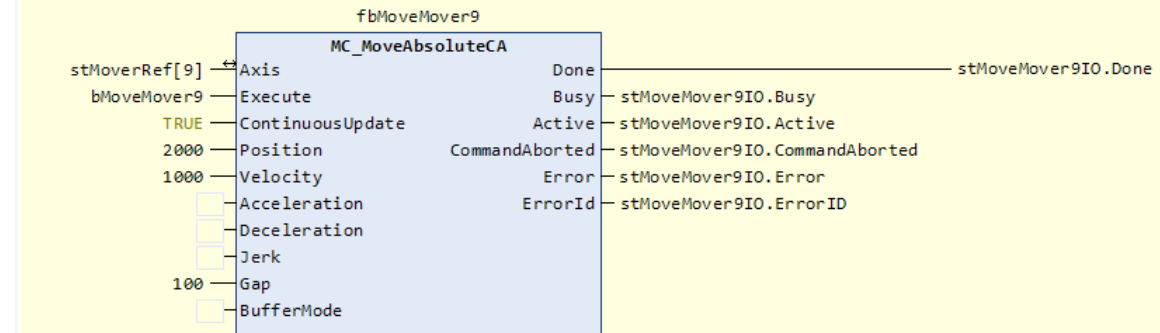 fbMoveMover9
MC_MoveAbsoluteCA
stMoverRef[9] Axis Done stMoveMover9IO.Done
bMoveMover9 Execute Busy stMoveMover9IO.Busy
TRUE ContinuousUpdate Active stMoveMover9IO.Active
2000 Position CommandAborted stMoveMover9IO.CommandAborted
1000 Velocity Error stMoveMover9IO.Error
Acceleration ErrorId stMoveMover9IO.ErrorID
Deceleration
Jerk
100 Gap
BufferMode